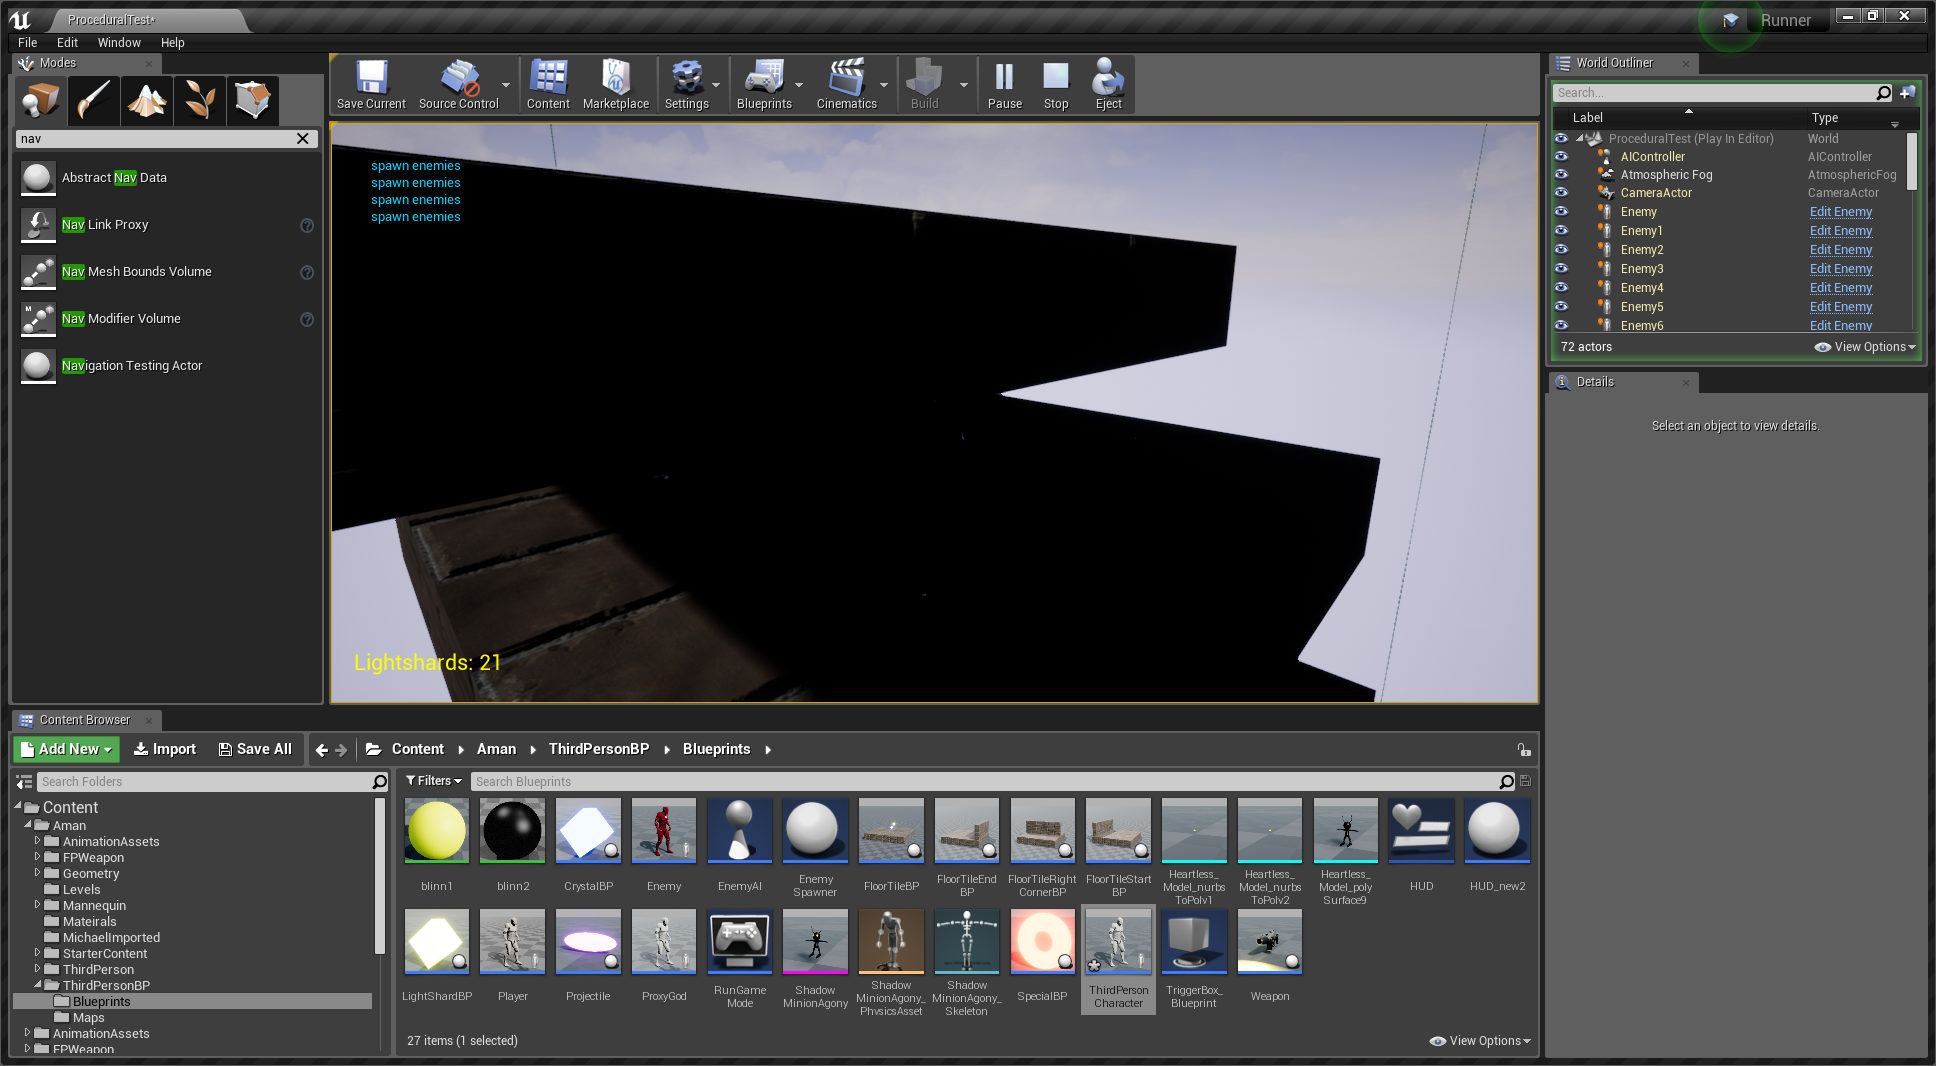 ProceduralTest*
Runner
File Edit Window Help
Modes
nav
Abstract Nav Data
Nav Link Proxy
Nav Mesh Bounds Volume
Nav Modifier Volume
Navigation Testing Actor
Save Current Source Control Content Marketplace Settings Blueprints Cinematics Build Pause Stop Eject
spawn enemies
spawn enemies
spawn enemies
spawn enemies
Lightshards: 21
World Outliner
Search...
Label Type
ProceduralTest (Play In Editor) World
AIController AIController
Atmospheric Fog AtmosphericFog
CameraActor CameraActor
Enemy Edit Enemy
Enemy1 Edit Enemy
Enemy2 Edit Enemy
Enemy3 Edit Enemy
Enemy4 Edit Enemy
Enemy5 Edit Enemy
Enemy6 Edit Enemy
72 actors View Options
Details
Select an object to view details.
Content Browser
Add New Import Save All Content Aman ThirdPersonBP Blueprints
Search Folders
Content
Aman
AnimationAssets
FPWeapon
Geometry
Levels
Mannequin
Mateirals
MichaelImported
StarterContent
ThirdPerson
ThirdPersonBP
Blueprints
Maps
AnimationAssets
FPWeapon
Filters Search Blueprints
blinn1
blinn2
CrystalBP
Enemy
EnemyAI
Enemy
Spawner
FloorTileBP
FloorTileEnd
BP
FloorTileRight
CornerBP
FloorTileStart
BP
Heartless_
Model_nurbs
ToPoly1
Heartless_
Model_nurbs
ToPoly2
Heartless_
Model_poly
Surface9
HUD
HUD_new2
LightShardBP
Player
Projectile
ProxyGod
RunGame
Mode
Shadow
MinionAgony
Shadow
MinionAgony_
PhysicsAsset
Shadow
MinionAgony_
Skeleton
SpecialBP
ThirdPerson
Character
TriggerBox_
Blueprint
Weapon
27 items (1 selected) View Options